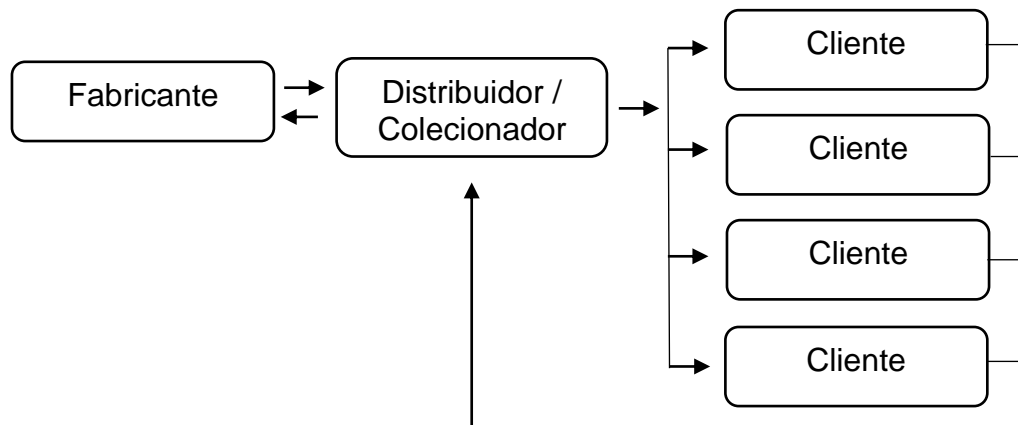 Fabricante
Distribuidor /
Colecionador
Cliente
Cliente
Cliente
Cliente